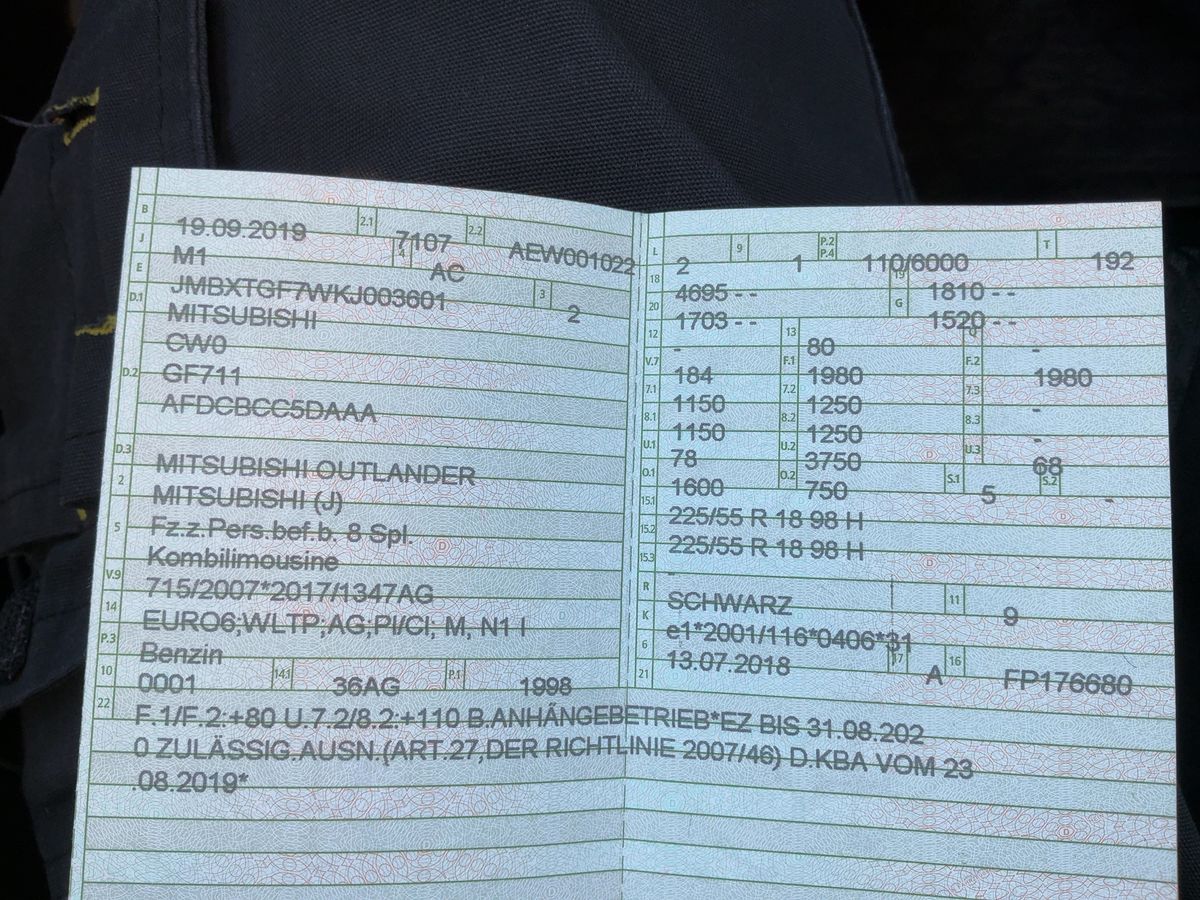 B 19.09.2019 2.1 7107 2.2 AEW001022
J M1 4 AC
E JMBXTGF7WKJ003601 3 2
D.1 MITSUBISHI
D.2 CW0
GF711
AFDCBCC5DAAA
D.3 MITSUBISHI OUTLANDER
2 MITSUBISHI (J)
5 Fz.z.Pers.bef.b. 8 Spl.
Kombilimousine
V.9 715/2007*2017/1347AG
14 EURO6;WLTP;AG;PI/CI; M, N1 I
P.3 Benzin
10 0001 14.1 36AG P.1 1998
L 2 9 1 P.2 P.4 110/6000 T 192
18 4695 - - 19 1810 - -
20 1703 - - G 1520 - -
12 - 13 80 Q -
V.7 184 F.1 1980 F.2 1980
7.1 1150 7.2 1250 7.3 -
8.1 1150 8.2 1250 8.3 -
U.1 78 U.2 3750 U.3 68
O.1 1600 O.2 750 S.1 5 S.2 -
15.1 225/55 R 18 98 H
15.2 225/55 R 18 98 H
15.3 -
R SCHWARZ 11 9
K e1*2001/116*0406*31
6 13.07.2018 17 A 16 FP176680
21
22 F.1/F.2:+80 U.7.2/8.2:+110 B.ANHÄNGEBETRIEB*EZ BIS 31.08.202
0 ZULÄSSIG.AUSN.(ART.27,DER RICHTLINIE 2007/46) D.KBA VOM 23
.08.2019*